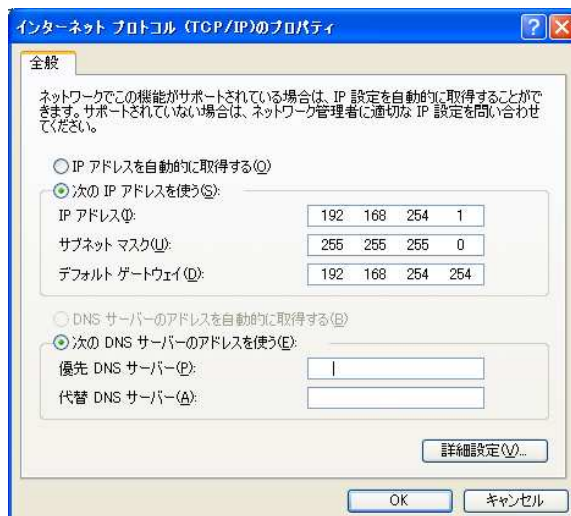 インターネット プロトコル (TCP/IP)のプロパティ
全般
ネットワークでこの機能がサポートされている場合は、IP 設定を自動的に取得することがで
きます。サポートされていない場合は、ネットワーク管理者に適切な IP 設定を問い合わせ
てください。
IP アドレスを自動的に取得する(O)
次の IP アドレスを使う(S):
IP アドレス(I): 192 168 254 1
サブネット マスク(U): 255 255 255 0
デフォルト ゲートウェイ(D): 192 168 254 254
DNS サーバーのアドレスを自動的に取得する(B)
次の DNS サーバーのアドレスを使う(E):
優先 DNS サーバー(P):
代替 DNS サーバー(A):
詳細設定(V)...
OK キャンセル